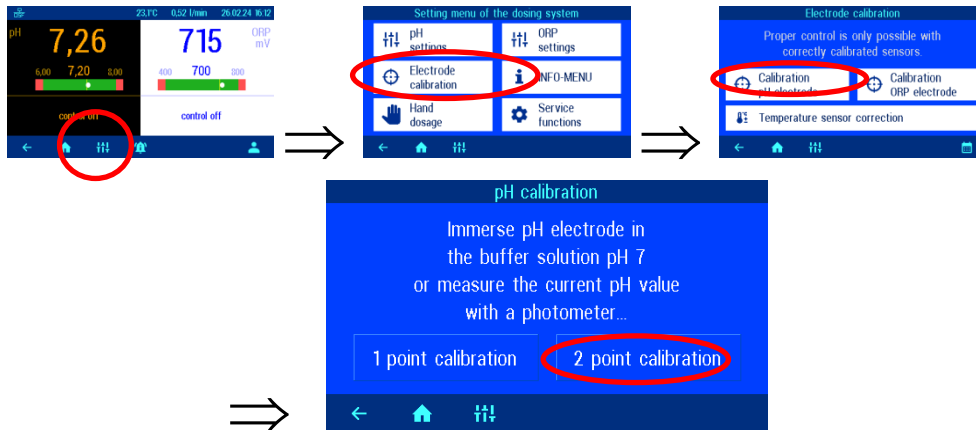 23,1°C 0,52 l/min 26.02.24 16:12
pH 7,26 715 ORP mV
6,00 7,20 8,00 400 700 800
control off control off
Setting menu of the dosing system
pH settings
ORP settings
Electrode calibration
INFO-MENU
Hand dosage
Service functions
Electrode calibration
Proper control is only possible with
correctly calibrated sensors.
Calibration pH electrode
Calibration ORP electrode
Temperature sensor correction
pH calibration
Immerse pH electrode in
the buffer solution pH 7
or measure the current pH value
with a photometer...
1 point calibration 2 point calibration